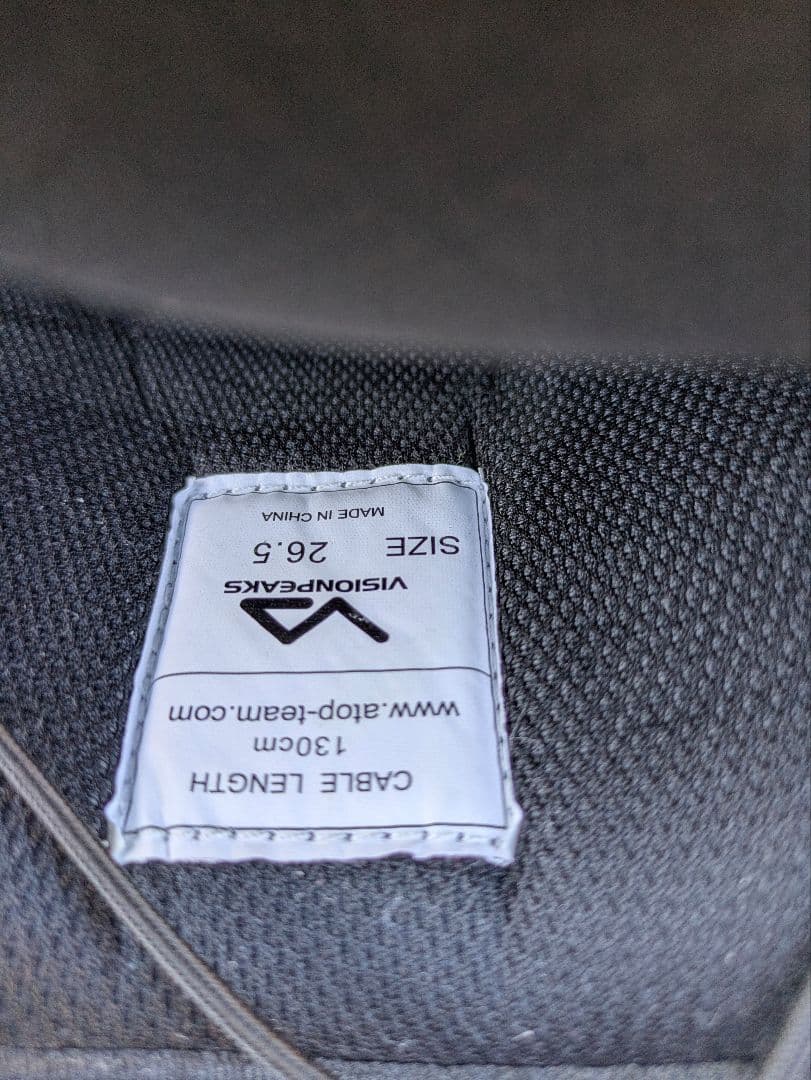 CABLE LENGTH
130cm
www.atop-team.com
VISIONPEAKS
SIZE 26.5
MADE IN CHINA